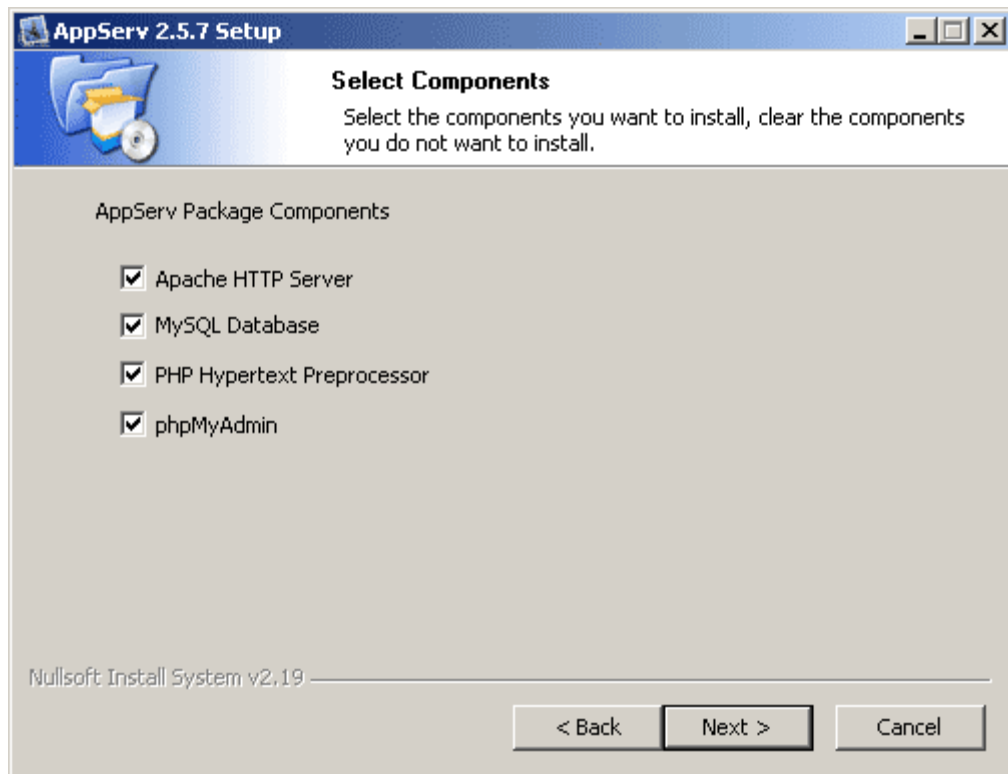 AppServ 2.5.7 Setup
Select Components
Select the components you want to install, clear the components
you do not want to install.
AppServ Package Components
Apache HTTP Server
MySQL Database
PHP Hypertext Preprocessor
phpMyAdmin
Nullsoft Install System v2.19
< Back
Next >
Cancel